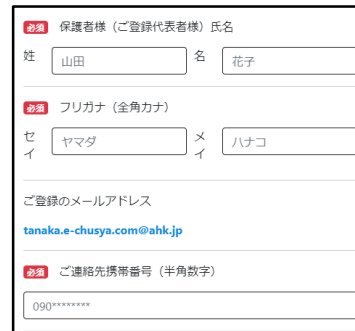 必須 保護者様（ご登録代表者様）氏名
姓 山田 名 花子
必須 フリガナ（全角カナ）
セイ ヤマダ メイ ハナコ
ご登録のメールアドレス
tanaka.e-chusya.com@ahk.jp
必須 ご連絡先携帯番号（半角数字）
090********